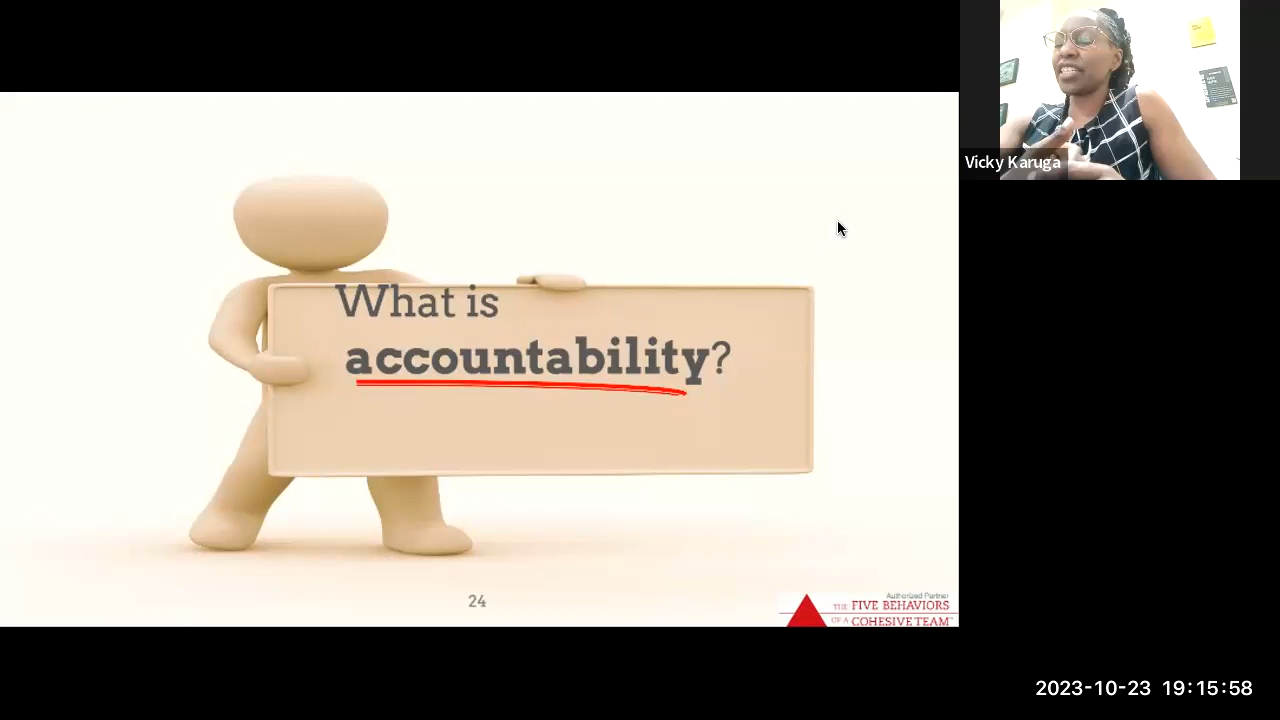 Vicky Karuga
What is
accountability?
24
Authorized Partner
THE FIVE BEHAVIORS
OF A COHESIVE TEAM™
2023-10-23 19:15:58